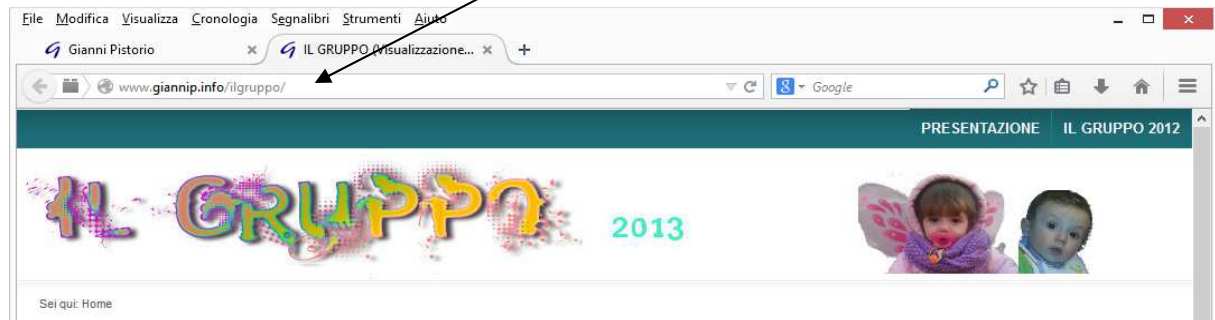 File Modifica Visualizza Cronologia Segnalibri Strumenti Aiuto
Gianni Pistorio IL GRUPPO (Visualizzazione...
www.giannip.info/ilgruppo/ Google
PRESENTAZIONE IL GRUPPO 2012
IL GRUPPO 2013
Sei qui: Home